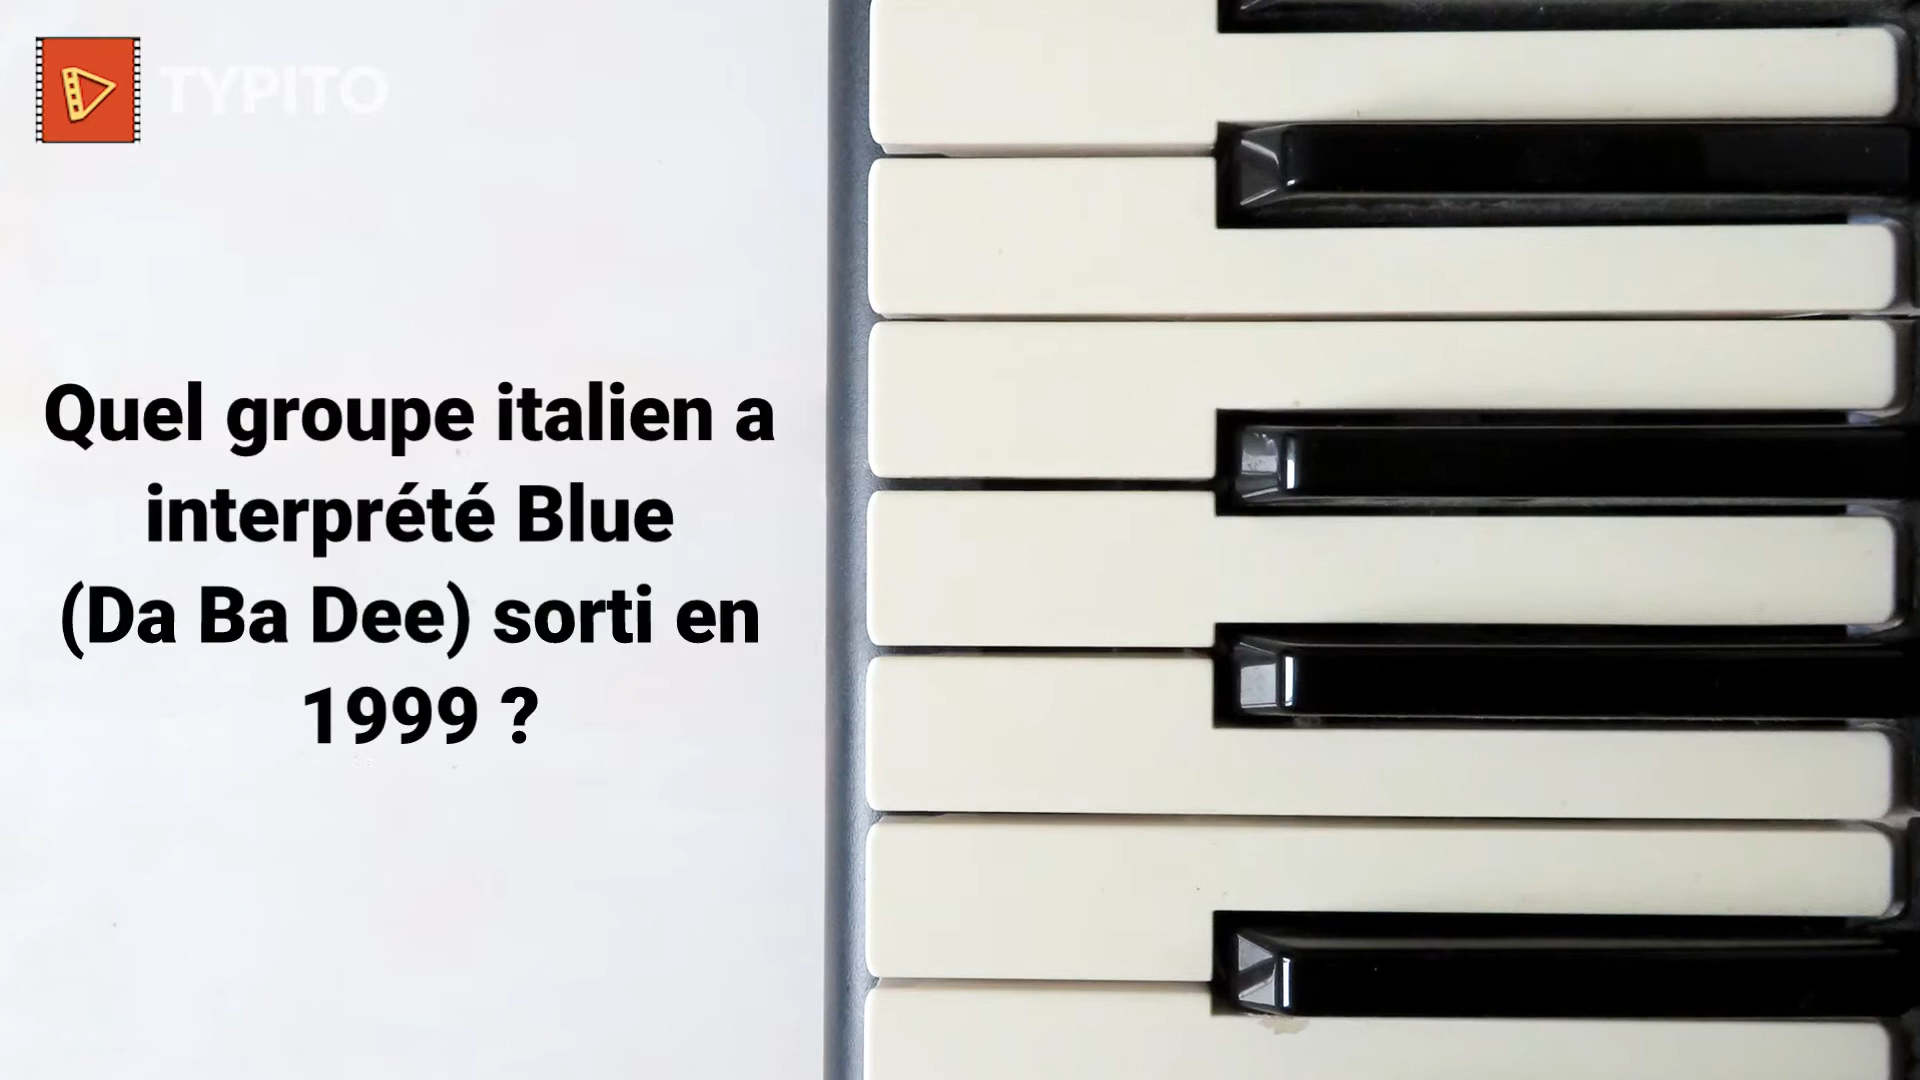 TYPITO
Quel groupe italien a
interprété Blue
(Da Ba Dee) sorti en
1999 ?